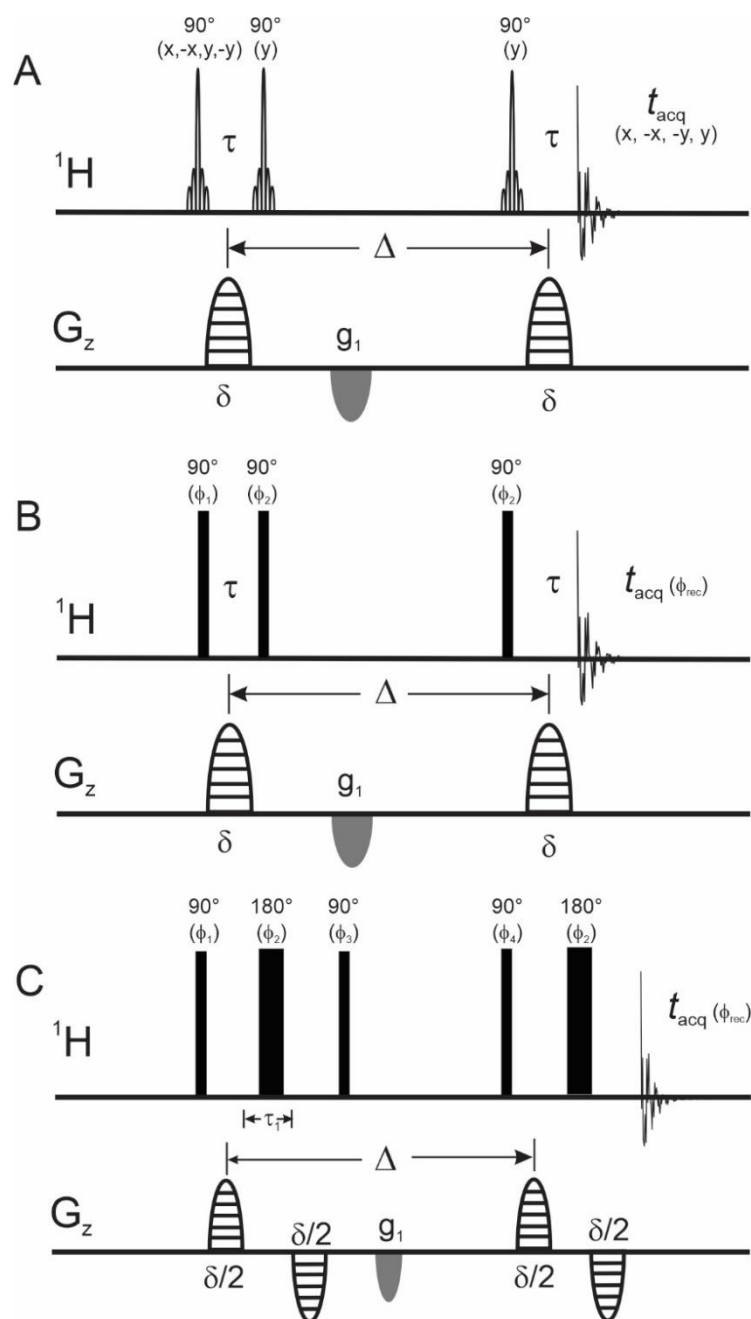 A
90° 90° 90°
(x,-x,y,-y) (y) (y)
¹H τ τ t_acq
(x, -x, -y, y)
Δ
G_z g₁
δ δ
B
90° 90° 90°
(ϕ₁) (ϕ₂) (ϕ₂)
¹H τ τ t_acq (ϕ_rec)
Δ
G_z g₁
δ δ
C
90° 180° 90° 90° 180°
(ϕ₁) (ϕ₂) (ϕ₃) (ϕ₄) (ϕ₂)
¹H t_acq (ϕ_rec)
τ₁
Δ
G_z δ/2 g₁ δ/2
δ/2 δ/2